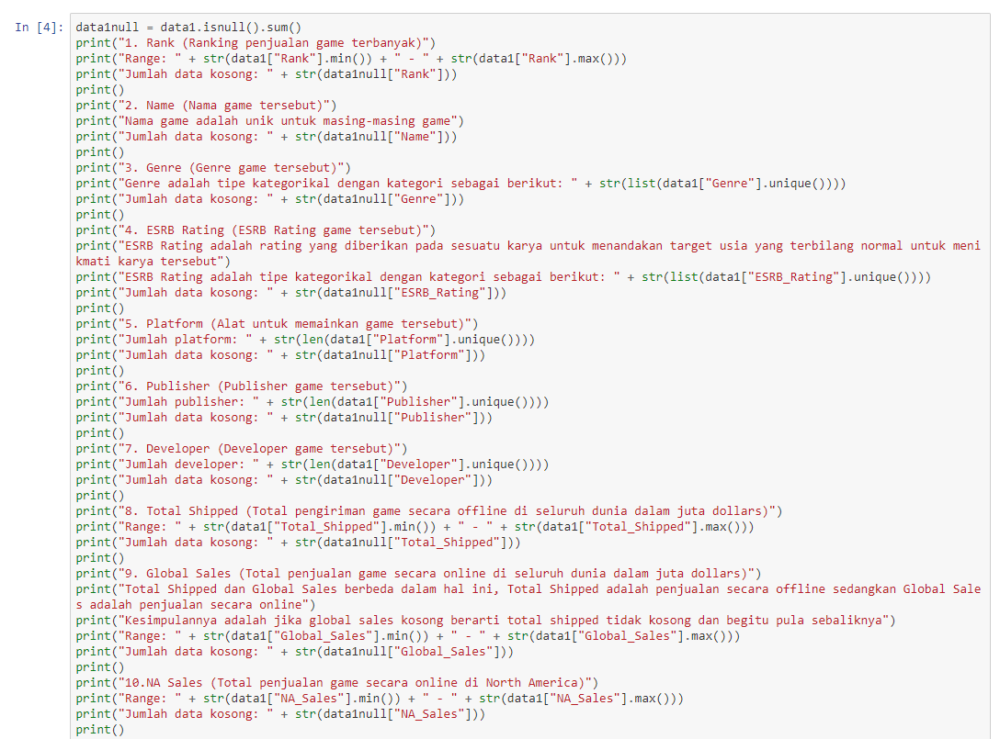 In [4]: data1null = data1.isnull().sum()
print("1. Rank (Ranking penjualan game terbanyak)")
print("Range: " + str(data1["Rank"].min()) + " - " + str(data1["Rank"].max()))
print("Jumlah data kosong: " + str(data1null["Rank"]))
print()
print("2. Name (Nama game tersebut)")
print("Nama game adalah unik untuk masing-masing game")
print("Jumlah data kosong: " + str(data1null["Name"]))
print()
print("3. Genre (Genre game tersebut)")
print("Genre adalah tipe kategorikal dengan kategori sebagai berikut: " + str(list(data1["Genre"].unique())))
print("Jumlah data kosong: " + str(data1null["Genre"]))
print()
print("4. ESRB Rating (ESRB Rating game tersebut)")
print("ESRB Rating adalah rating yang diberikan pada sesuatu karya untuk menandakan target usia yang terbilang normal untuk meni
kmati karya tersebut")
print("ESRB Rating adalah tipe kategorikal dengan kategori sebagai berikut: " + str(list(data1["ESRB_Rating"].unique())))
print("Jumlah data kosong: " + str(data1null["ESRB_Rating"]))
print()
print("5. Platform (Alat untuk memainkan game tersebut)")
print("Jumlah platform: " + str(len(data1["Platform"].unique())))
print("Jumlah data kosong: " + str(data1null["Platform"]))
print()
print("6. Publisher (Publisher game tersebut)")
print("Jumlah publisher: " + str(len(data1["Publisher"].unique())))
print("Jumlah data kosong: " + str(data1null["Publisher"]))
print()
print("7. Developer (Developer game tersebut)")
print("Jumlah developer: " + str(len(data1["Developer"].unique())))
print("Jumlah data kosong: " + str(data1null["Developer"]))
print()
print("8. Total Shipped (Total pengiriman game secara offline di seluruh dunia dalam juta dollars)")
print("Range: " + str(data1["Total_Shipped"].min()) + " - " + str(data1["Total_Shipped"].max()))
print("Jumlah data kosong: " + str(data1null["Total_Shipped"]))
print()
print("9. Global Sales (Total penjualan game secara online di seluruh dunia dalam juta dollars)")
print("Total Shipped dan Global Sales berbeda dalam hal ini, Total Shipped adalah penjualan secara offline sedangkan Global Sale
s adalah penjualan secara online")
print("Kesimpulannya adalah jika global sales kosong berarti total shipped tidak kosong dan begitu pula sebaliknya")
print("Range: " + str(data1["Global_Sales"].min()) + " - " + str(data1["Global_Sales"].max()))
print("Jumlah data kosong: " + str(data1null["Global_Sales"]))
print()
print("10.NA Sales (Total penjualan game secara online di North America)")
print("Range: " + str(data1["NA_Sales"].min()) + " - " + str(data1["NA_Sales"].max()))
print("Jumlah data kosong: " + str(data1null["NA_Sales"]))
print()